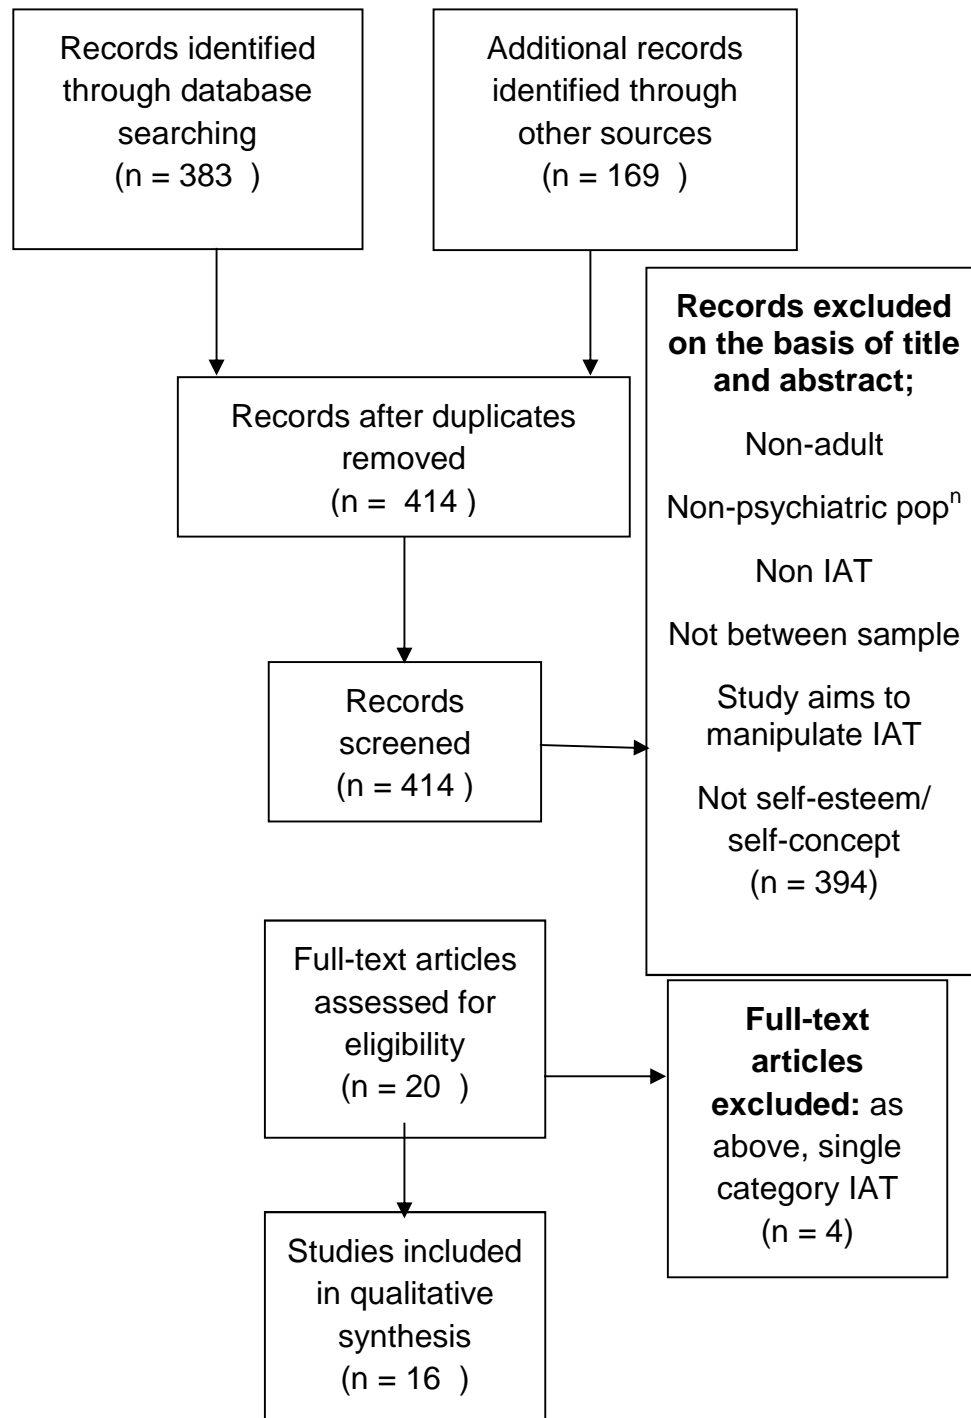 Records identified
through database
searching
(n = 383 )
Additional records
identified through
other sources
(n = 169 )
Records after duplicates
removed
(n = 414 )
Records
screened
(n = 414 )
Records excluded
on the basis of title
and abstract;
Non-adult
Non-psychiatric popⁿ
Non IAT
Not between sample
Study aims to
manipulate IAT
Not self-esteem/
self-concept
(n = 394)
Full-text articles
assessed for
eligibility
(n = 20 )
Full-text
articles
excluded: as
above, single
category IAT
(n = 4)
Studies included
in qualitative
synthesis
(n = 16 )